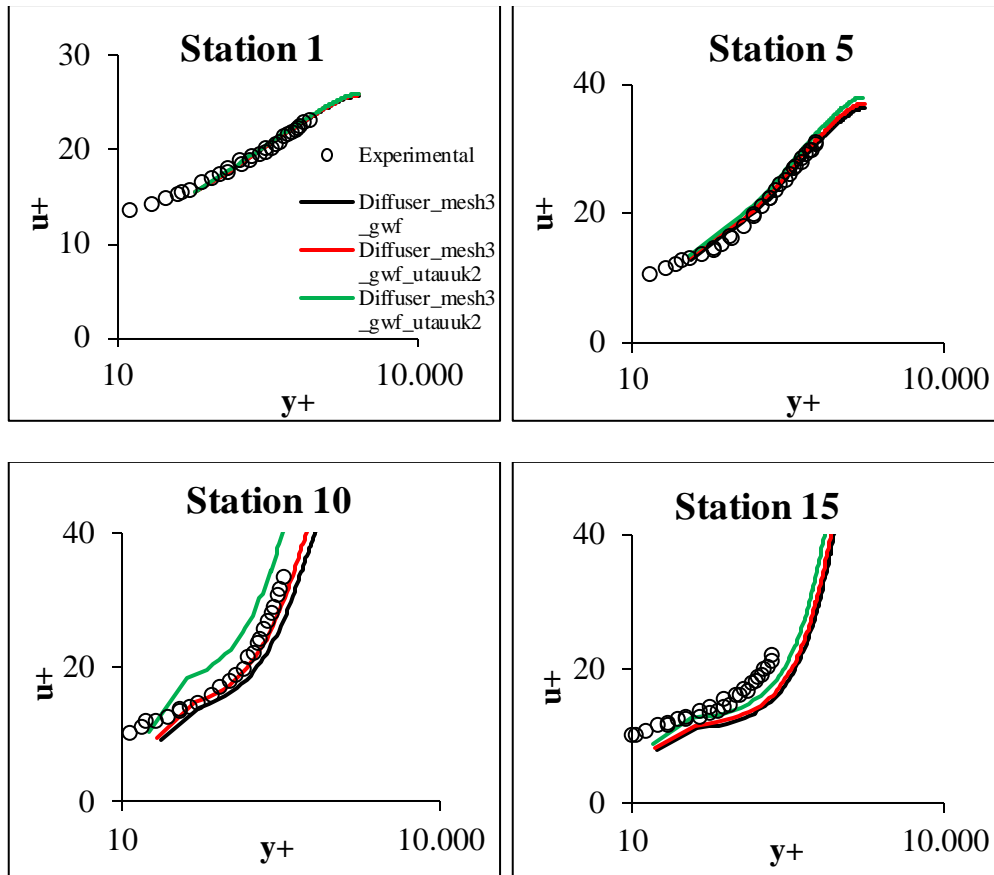 Station 1
30
20
10
0
u+
10
10.000
y+
Experimental
Diffuser_mesh3
_gwf
Diffuser_mesh3
_gwf_utauuk2
Diffuser_mesh3
_gwf_utauuk2
Station 5
40
20
0
u+
10
10.000
y+
Station 10
40
20
0
u+
10
10.000
y+
Station 15
40
20
0
u+
10
10.000
y+